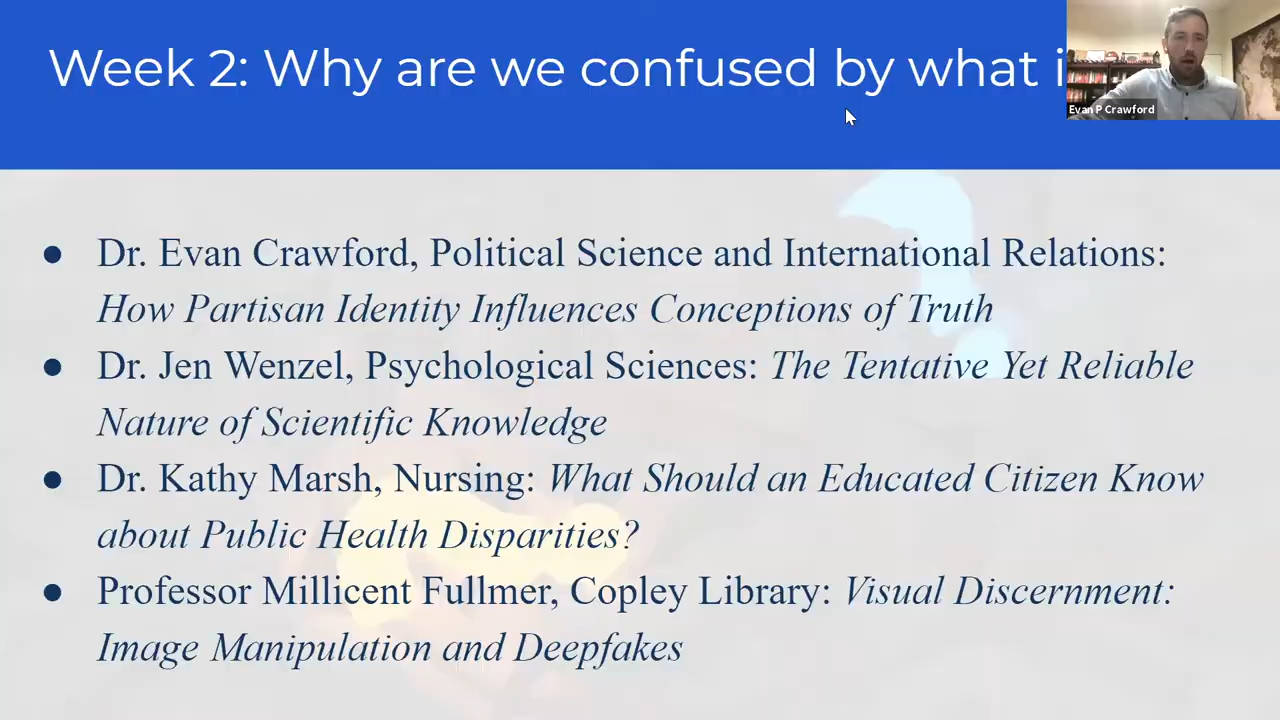 Week 2: Why are we confused by what i
Evan P Crawford
● Dr. Evan Crawford, Political Science and International Relations:
How Partisan Identity Influences Conceptions of Truth
● Dr. Jen Wenzel, Psychological Sciences: The Tentative Yet Reliable
Nature of Scientific Knowledge
● Dr. Kathy Marsh, Nursing: What Should an Educated Citizen Know
about Public Health Disparities?
● Professor Millicent Fullmer, Copley Library: Visual Discernment:
Image Manipulation and Deepfakes